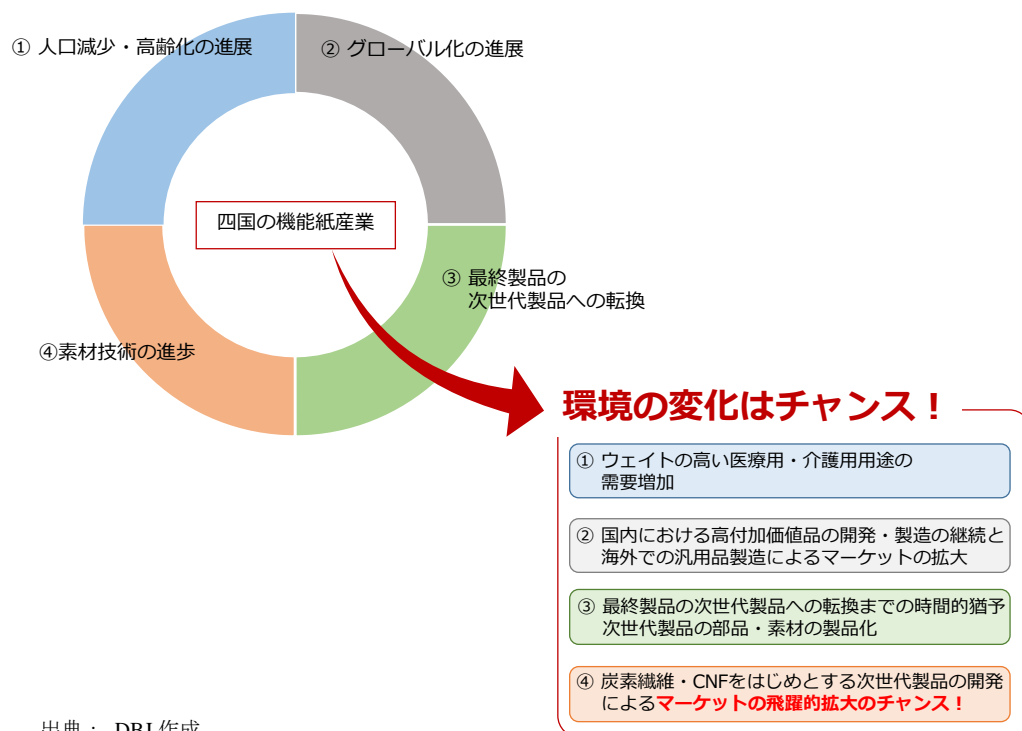 ① 人口減少・高齢化の進展
② グローバル化の進展
四国の機能紙産業
③ 最終製品の
次世代製品への転換
④素材技術の進歩
環境の変化はチャンス！
① ウェイトの高い医療用・介護用用途の
需要増加
② 国内における高付加価値品の開発・製造の継続と
海外での汎用品製造によるマーケットの拡大
③ 最終製品の次世代製品への転換までの時間的猶予
次世代製品の部品・素材の製品化
④ 炭素繊維・CNFをはじめとする次世代製品の開発
によるマーケットの飛躍的拡大のチャンス！
出典： DBJ 作成